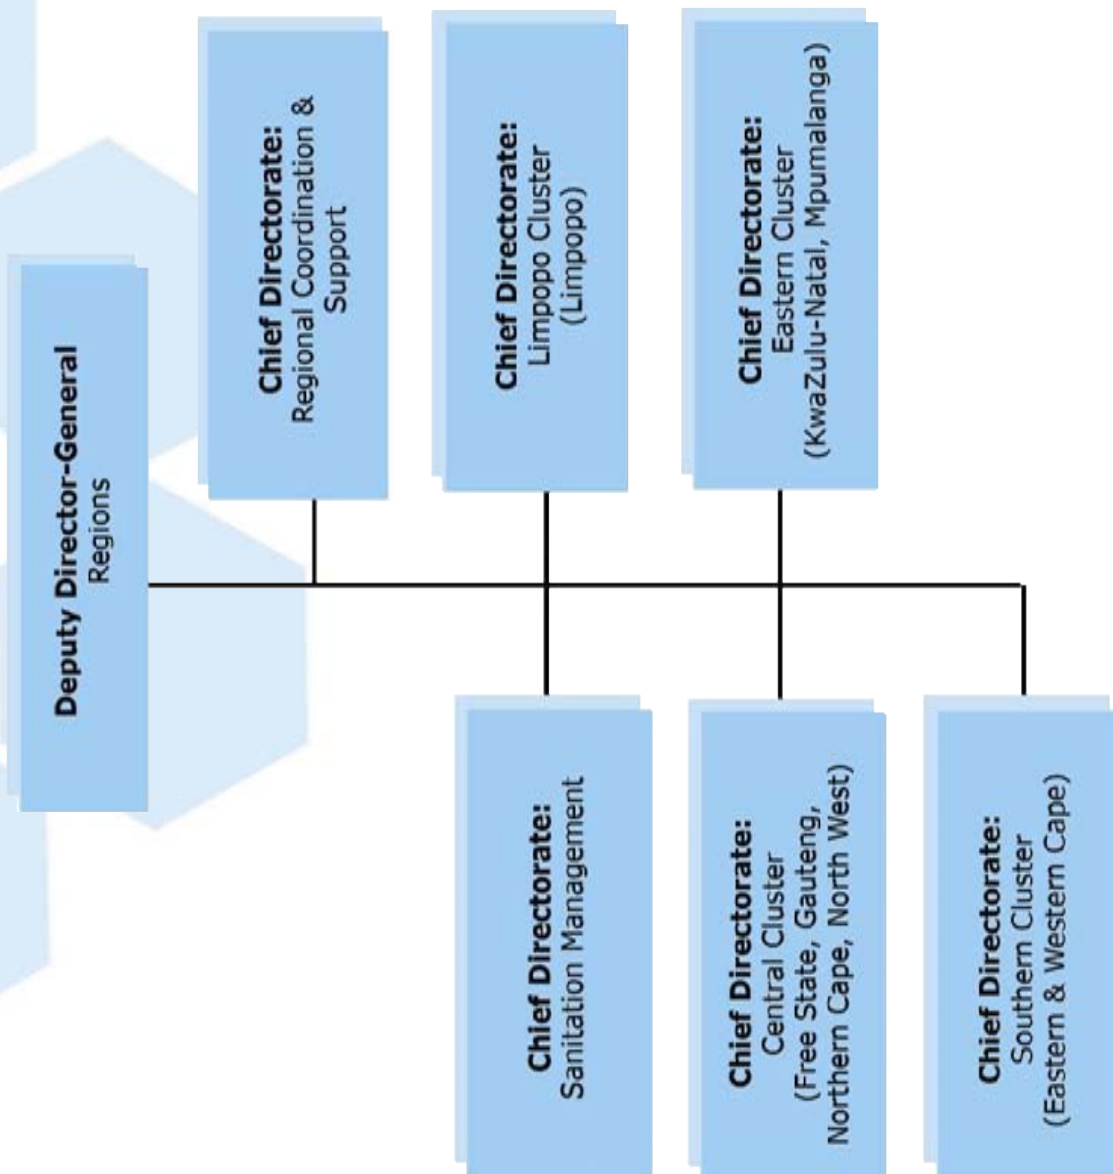 Deputy Director-General
Regions
Chief Directorate:
Regional Coordination &
Support
Chief Directorate:
Sanitation Management
Chief Directorate:
Limpopo Cluster
(Limpopo)
Chief Directorate:
Central Cluster
(Free State, Gauteng,
Northern Cape, North West)
Chief Directorate:
Eastern Cluster
(KwaZulu-Natal, Mpumalanga)
Chief Directorate:
Southern Cluster
(Eastern & Western Cape)